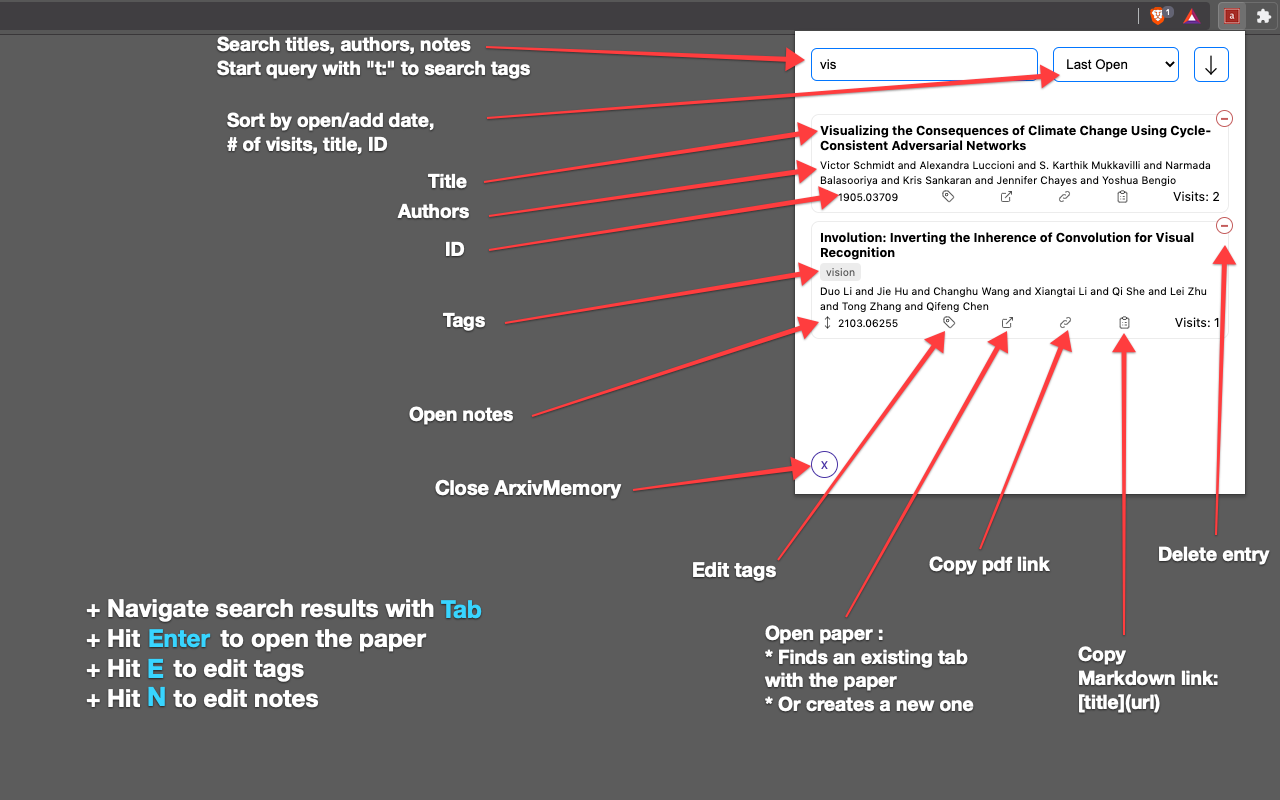 1
a
Search titles, authors, notes
Start query with "t:" to search tags
vis
Last Open
Sort by open/add date,
# of visits, title, ID
Visualizing the Consequences of Climate Change Using Cycle-
Consistent Adversarial Networks
Title
Victor Schmidt and Alexandra Luccioni and S. Karthik Mukkavilli and Narmada
Balasooriya and Kris Sankaran and Jennifer Chayes and Yoshua Bengio
Authors
1905.03709
Visits: 2
ID
Involution: Inverting the Inherence of Convolution for Visual
Recognition
vision
Tags
Duo Li and Jie Hu and Changhu Wang and Xiangtai Li and Qi She and Lei Zhu
and Tong Zhang and Qifeng Chen
2103.06255
Visits: 1
Open notes
X
Close ArxivMemory
Edit tags
Copy pdf link
Delete entry
Open paper :
* Finds an existing tab
with the paper
* Or creates a new one
Copy
Markdown link:
[title](url)
+ Navigate search results with Tab
+ Hit Enter to open the paper
+ Hit E to edit tags
+ Hit N to edit notes